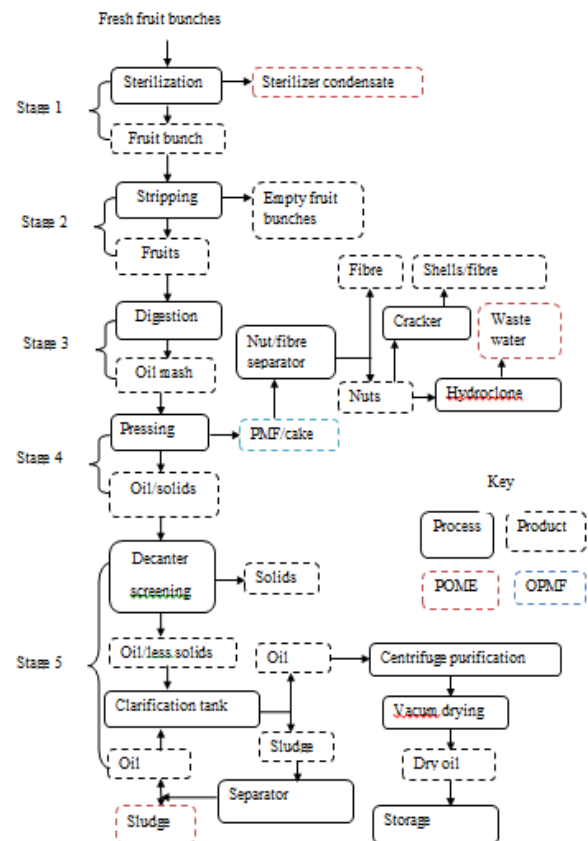 Fresh fruit bunches
Sterilization
Sterilizer condensate
Stage 1
Fruit bunch
Stripping
Empty fruit
bunches
Stage 2
Fruits
Fibre
Shells/fibre
Digestion
Cracker
Waste
water
Nut/fibre
separator
Stage 3
Oil mash
Nuts
Hydroclone
Pressing
PMF/cake
Stage 4
Oil/solids
Key
Process
Product
Decanter
screening
Solids
POME
OPMF
Stage 5
Oil/less solids
Oil
Centrifuge purification
Clarification tank
Vacum drying
Sludge
Oil
Dry oil
Separator
Sludge
Storage